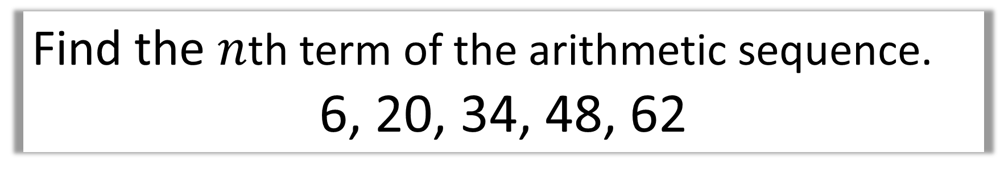 Find the nth term of the arithmetic sequence.
6, 20, 34, 48, 62